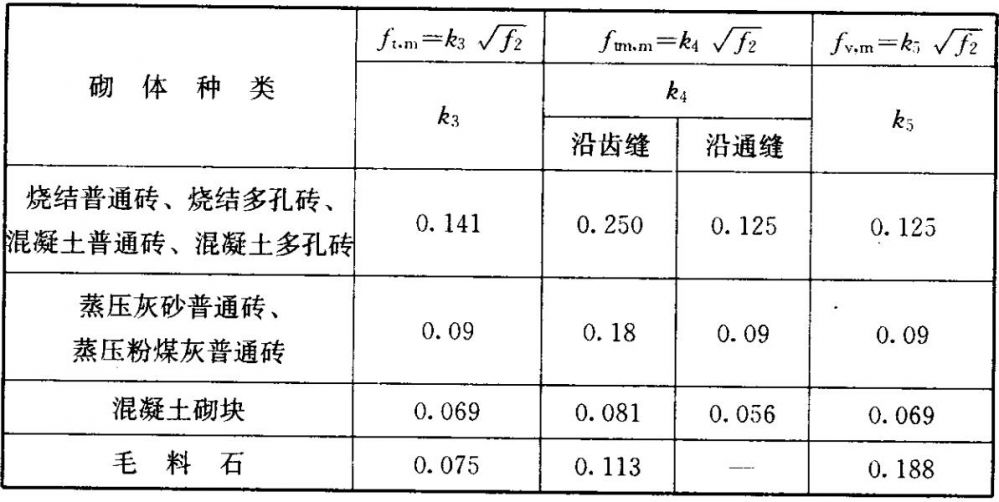 砌 体 种 类
f_{t.m}=k_3 √f_2
f_{tm.m}=k_4 √f_2
f_{v.m}=k_5 √f_2
k_3
k_4
k_5
沿齿缝
沿通缝
烧结普通砖、烧结多孔砖、
混凝土普通砖、混凝土多孔砖
0.141
0.250
0.125
0.125
蒸压灰砂普通砖、
蒸压粉煤灰普通砖
0.09
0.18
0.09
0.09
混凝土砌块
0.069
0.081
0.056
0.069
毛 料 石
0.075
0.113
—
0.188